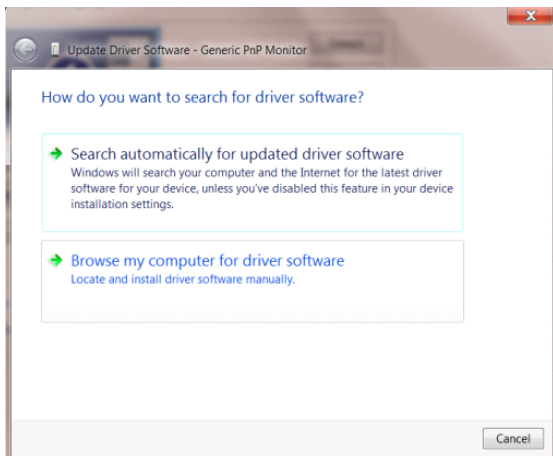 Update Driver Software - Generic PnP Monitor
How do you want to search for driver software?
Search automatically for updated driver software
Windows will search your computer and the Internet for the latest driver
software for your device, unless you've disabled this feature in your device
installation settings.
Browse my computer for driver software
Locate and install driver software manually.
Cancel